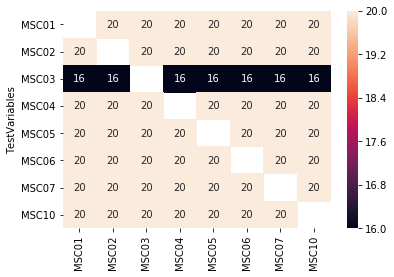 MSC01 20 20 20 20 20 20 20
MSC02 20 20 20 20 20 20 20
MSC03 16 16 16 16 16 16 16
MSC04 20 20 20 20 20 20 20
MSC05 20 20 20 20 20 20 20
MSC06 20 20 20 20 20 20 20
MSC07 20 20 20 20 20 20 20
MSC10 20 20 20 20 20 20 20
TestVariables
MSC01
MSC02
MSC03
MSC04
MSC05
MSC06
MSC07
MSC10
20.0
19.2
18.4
17.6
16.8
16.0